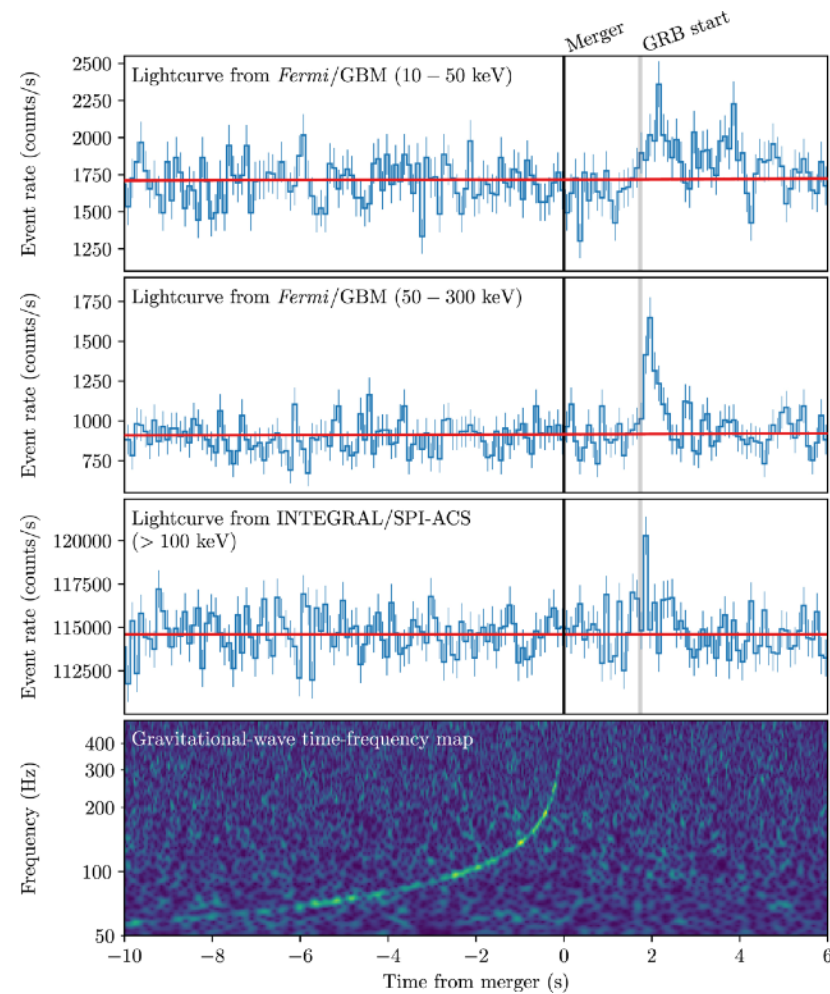 Merger GRB start
2500
2250
2000
1750
1500
1250
Event rate (counts/s)
Lightcurve from Fermi/GBM (10 − 50 keV)
1750
1500
1250
1000
750
Event rate (counts/s)
Lightcurve from Fermi/GBM (50 − 300 keV)
120000
117500
115000
112500
Event rate (counts/s)
Lightcurve from INTEGRAL/SPI-ACS
(> 100 keV)
400
300
200
100
50
Frequency (Hz)
Gravitational-wave time-frequency map
−10 −8 −6 −4 −2 0 2 4 6
Time from merger (s)